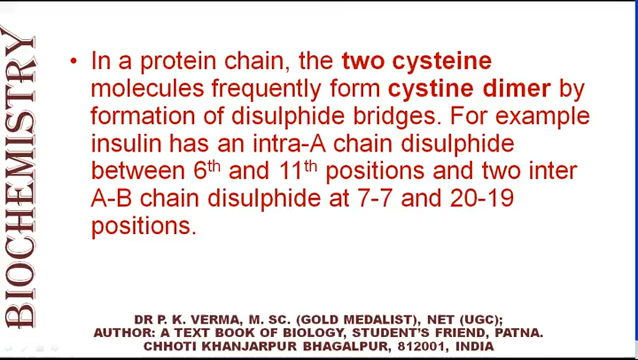 BIOCHEMISTRY
• In a protein chain, the two cysteine
molecules frequently form cystine dimer by
formation of disulphide bridges. For example
insulin has an intra-A chain disulphide
between 6th and 11th positions and two inter
A-B chain disulphide at 7-7 and 20-19
positions.
DR P. K. VERMA, M. SC. (GOLD MEDALIST), NET (UGC);
AUTHOR: A TEXT BOOK OF BIOLOGY, STUDENT'S FRIEND, PATNA.
CHHOTI KHANJARPUR BHAGALPUR, 812001, INDIA